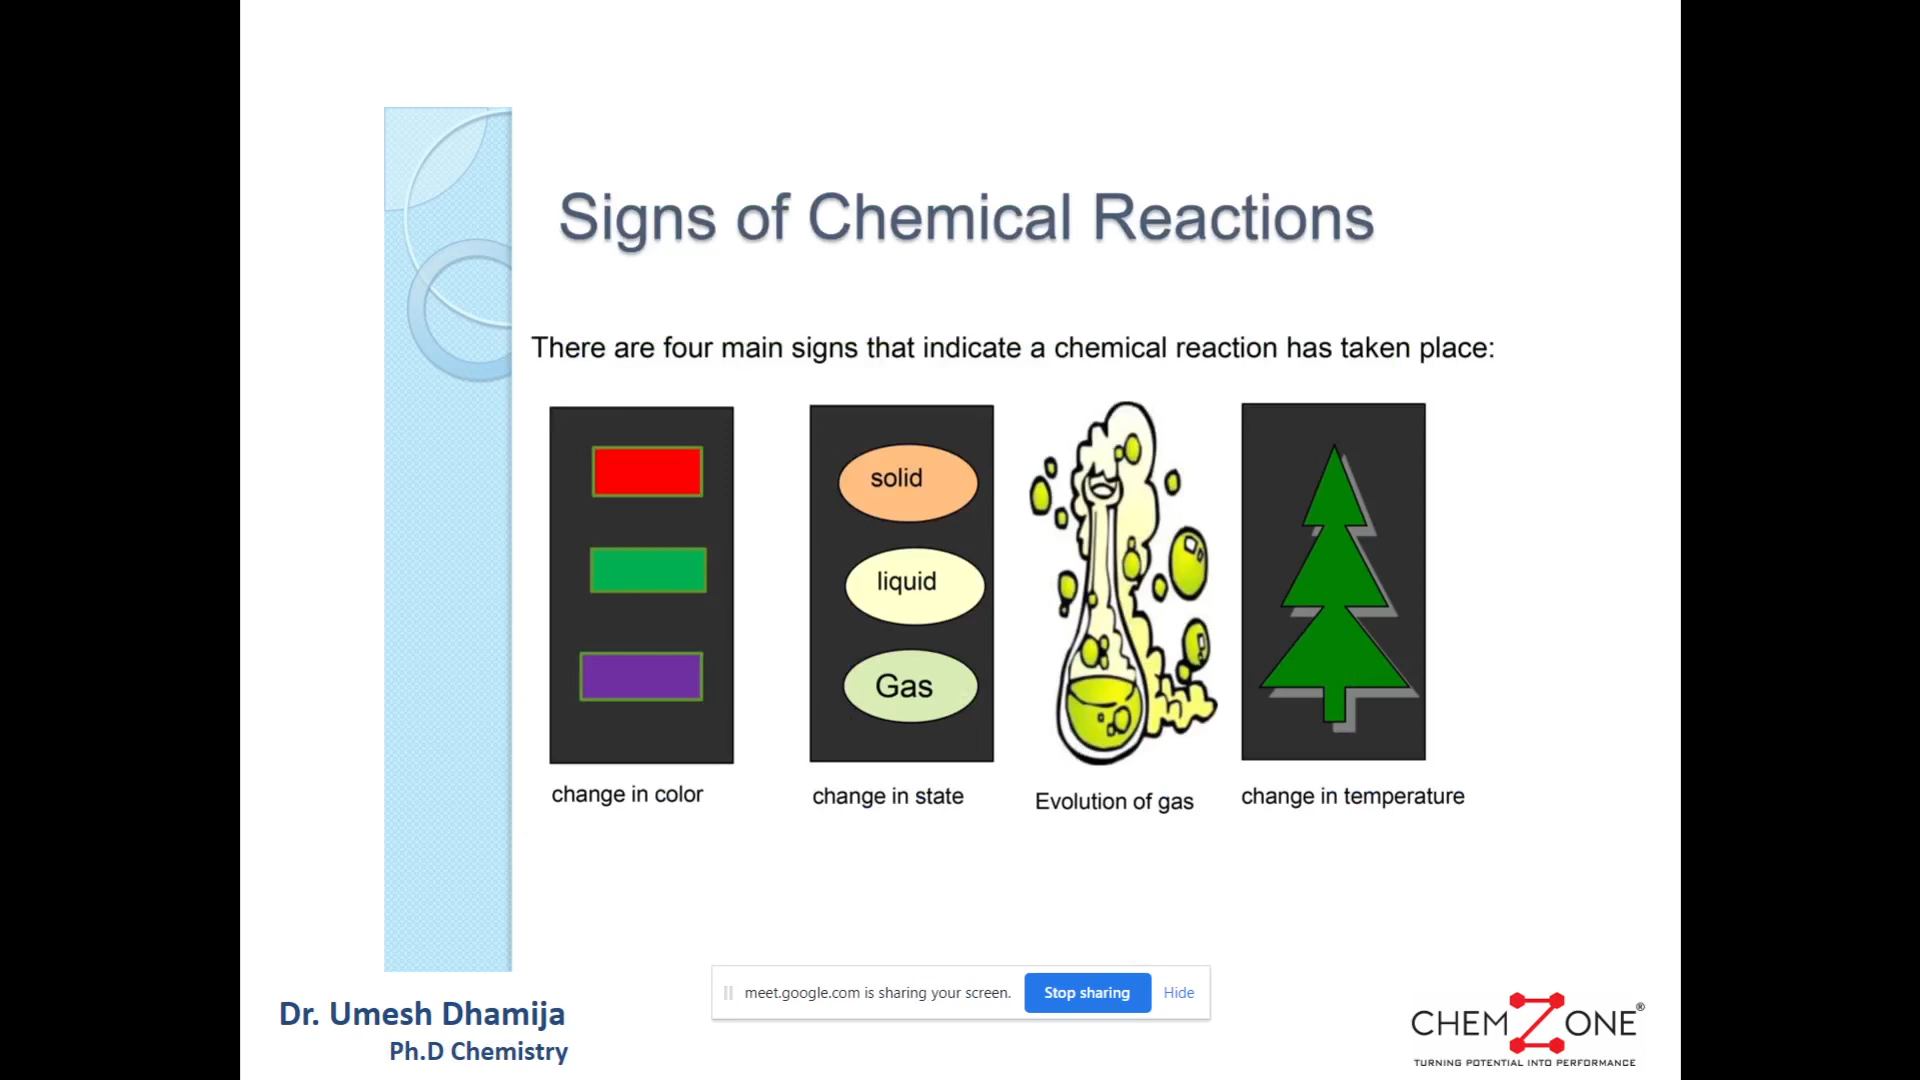 Signs of Chemical Reactions
There are four main signs that indicate a chemical reaction has taken place:
solid
liquid
Gas
change in color
change in state
Evolution of gas
change in temperature
Dr. Umesh Dhamija
Ph.D Chemistry
meet.google.com is sharing your screen.
Stop sharing
Hide
CHEMZONE®
TURNING POTENTIAL INTO PERFORMANCE